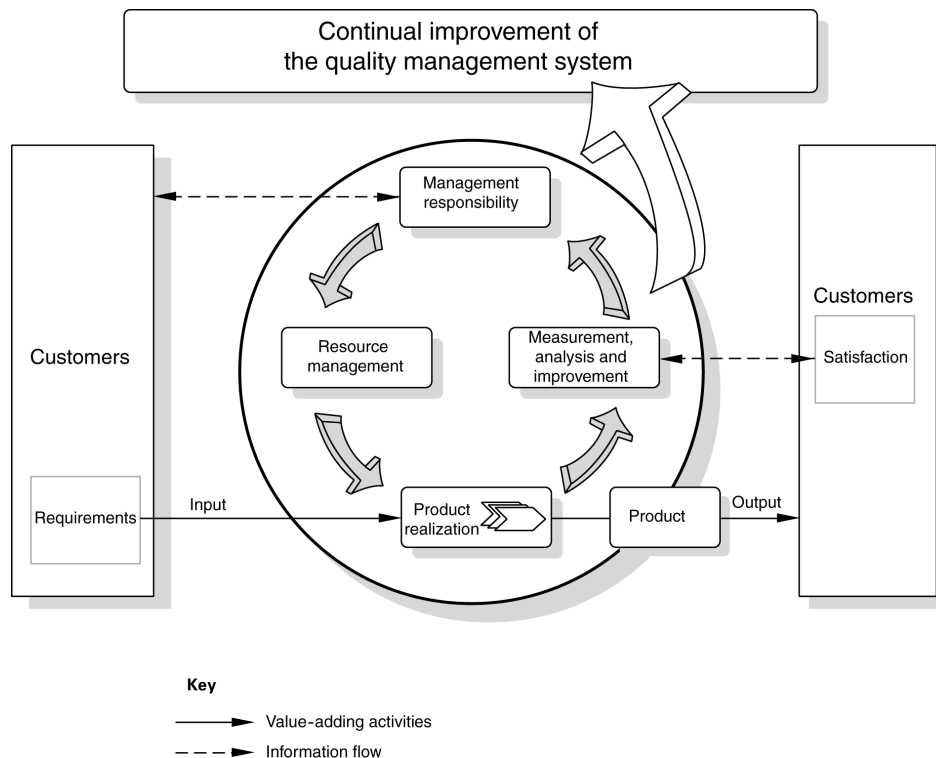 Continual improvement of
the quality management system
Management
responsibility
Customers
Resource
management
Measurement,
analysis and
improvement
Customers
Satisfaction
Requirements
Input
Product
realization
Product
Output
Key
Value-adding activities
Information flow